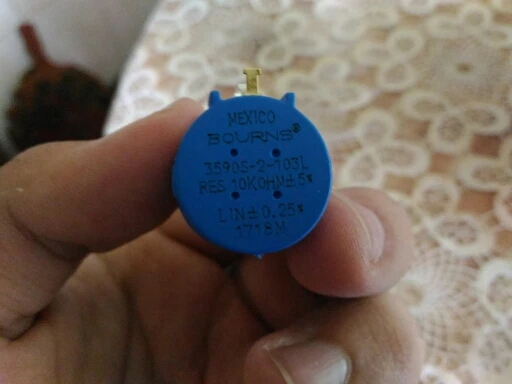 MEXICO
BOURNS®
3590S-2-103L
RES 10KOHM±5%
LIN±0.25%
1718M